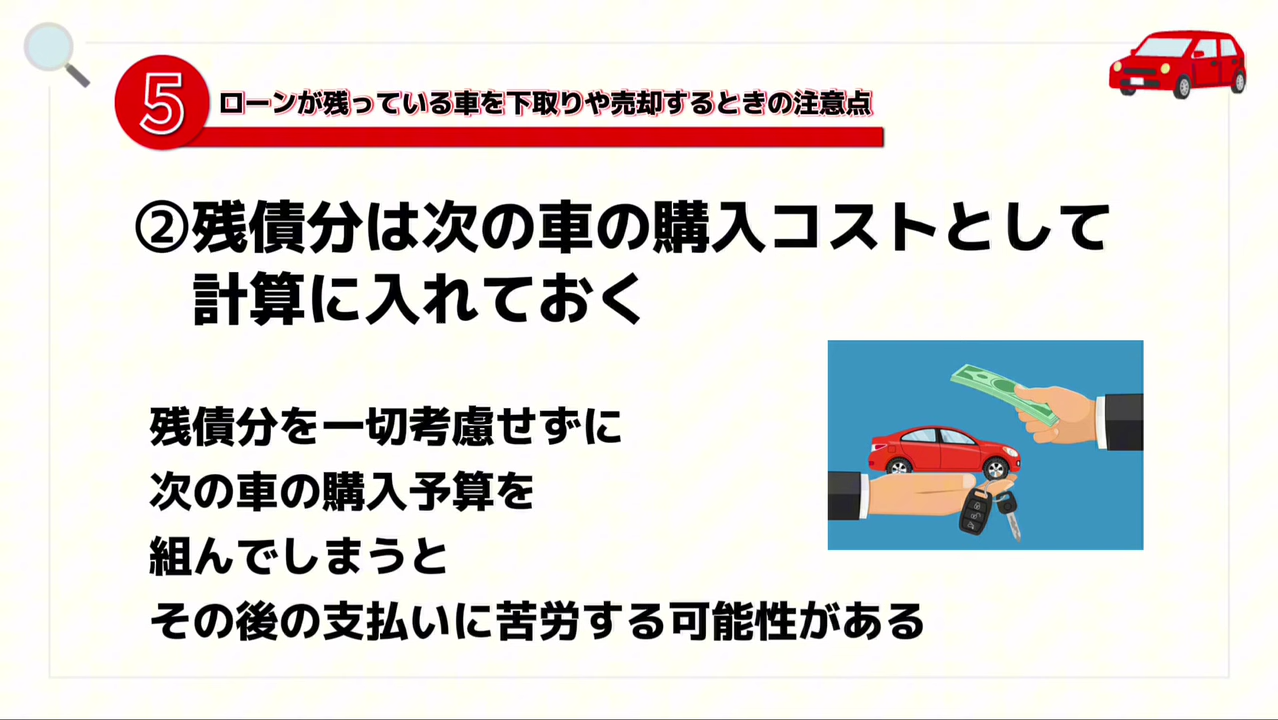 5
ローンが残っている車を下取りや売却するときの注意点
②残債分は次の車の購入コストとして
計算に入れておく
残債分を一切考慮せずに
次の車の購入予算を
組んでしまうと
その後の支払いに苦労する可能性がある